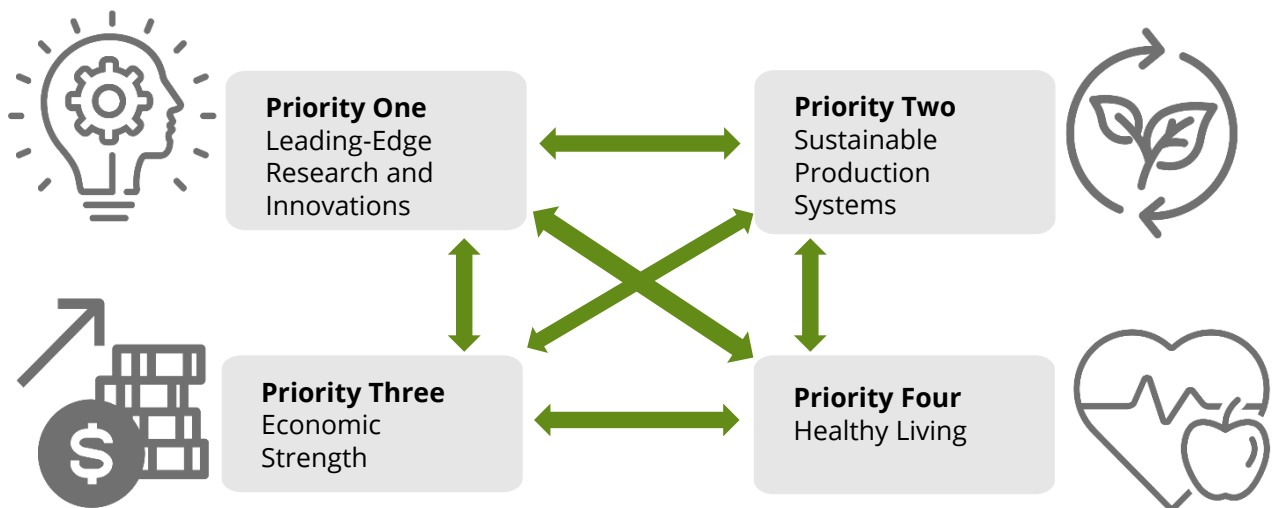 Priority One
Leading-Edge
Research and
Innovations
Priority Two
Sustainable
Production
Systems
Priority Three
Economic
Strength
$
Priority Four
Healthy Living